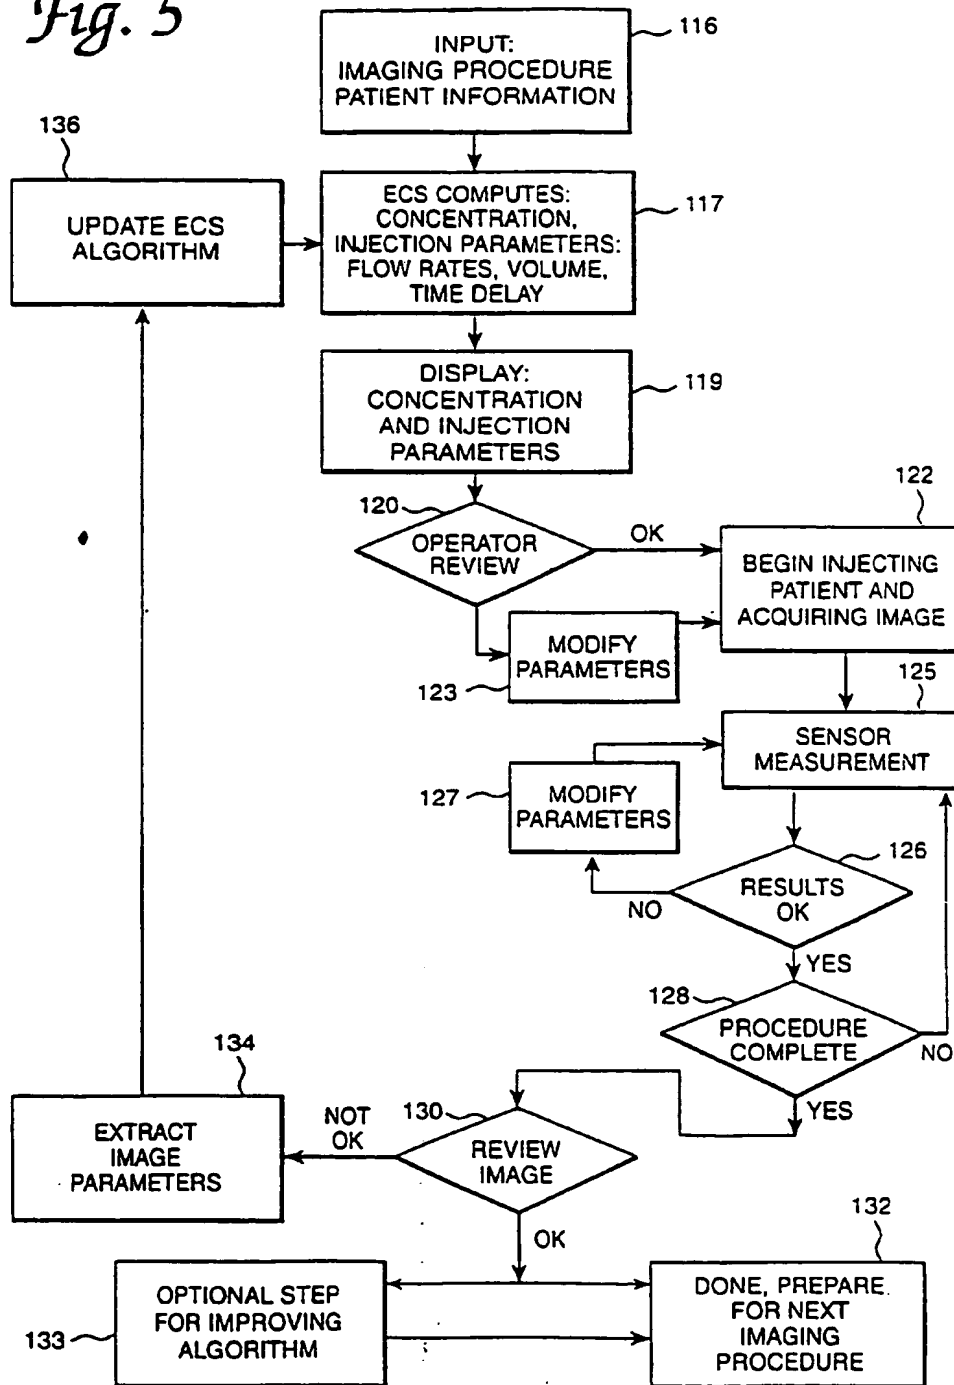 Fig. 5
INPUT:
IMAGING PROCEDURE
PATIENT INFORMATION
116
136
UPDATE ECS
ALGORITHM
ECS COMPUTES:
CONCENTRATION,
INJECTION PARAMETERS:
FLOW RATES, VOLUME,
TIME DELAY
117
DISPLAY:
CONCENTRATION
AND INJECTION
PARAMETERS
119
120
OPERATOR
REVIEW
OK
122
BEGIN INJECTING
PATIENT AND
ACQUIRING IMAGE
MODIFY
PARAMETERS
123
125
SENSOR
MEASUREMENT
127
MODIFY
PARAMETERS
126
RESULTS
OK
NO
YES
128
PROCEDURE
COMPLETE
NO
YES
134
EXTRACT
IMAGE
PARAMETERS
NOT
OK
130
REVIEW
IMAGE
OK
132
OPTIONAL STEP
FOR IMPROVING
ALGORITHM
133
DONE, PREPARE
FOR NEXT
IMAGING
PROCEDURE